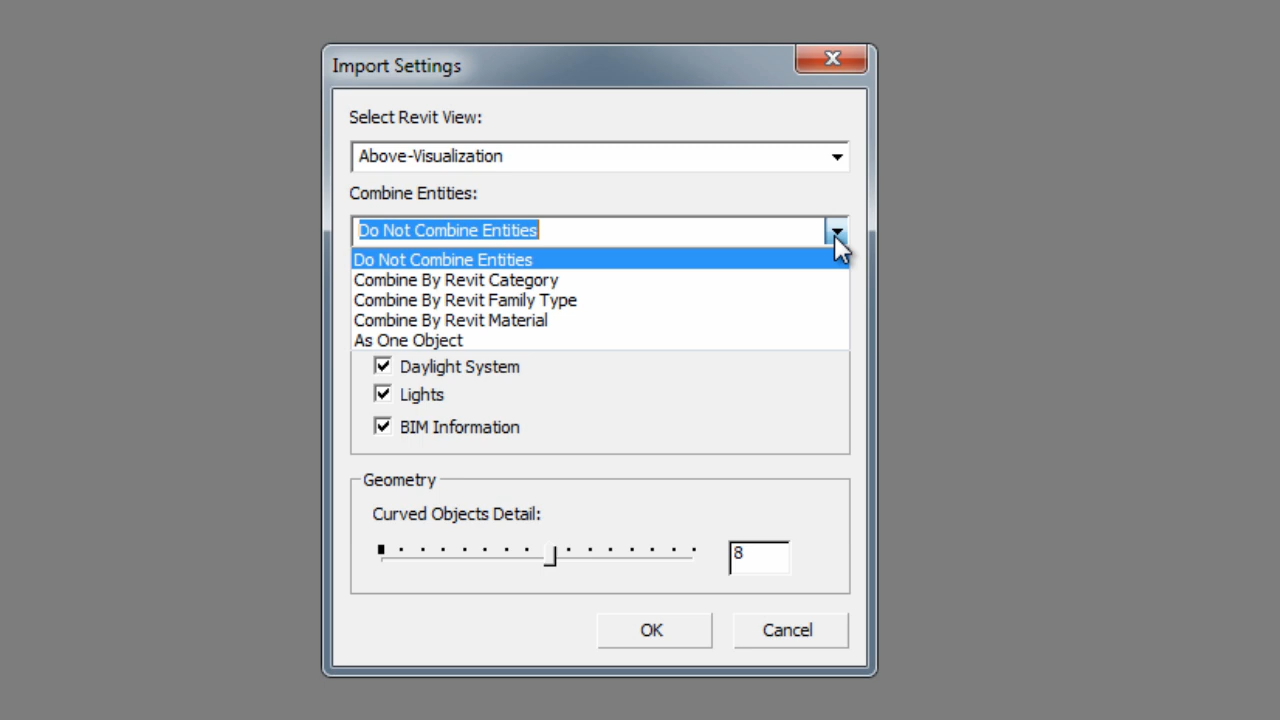 Import Settings
Select Revit View:
Above-Visualization
Combine Entities:
Do Not Combine Entities
Do Not Combine Entities
Combine By Revit Category
Combine By Revit Family Type
Combine By Revit Material
As One Object
Daylight System
Lights
BIM Information
Geometry
Curved Objects Detail:
8
OK Cancel